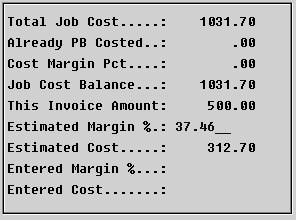 Total Job Cost.....: 1031.70
Already PB Costed..: .00
Cost Margin Pct....: .00
Job Cost Balance...: 1031.70
This Invoice Amount: 500.00
Estimated Margin %.: 37.46__
Estimated Cost.....: 312.70
Entered Margin %...:
Entered Cost.......: